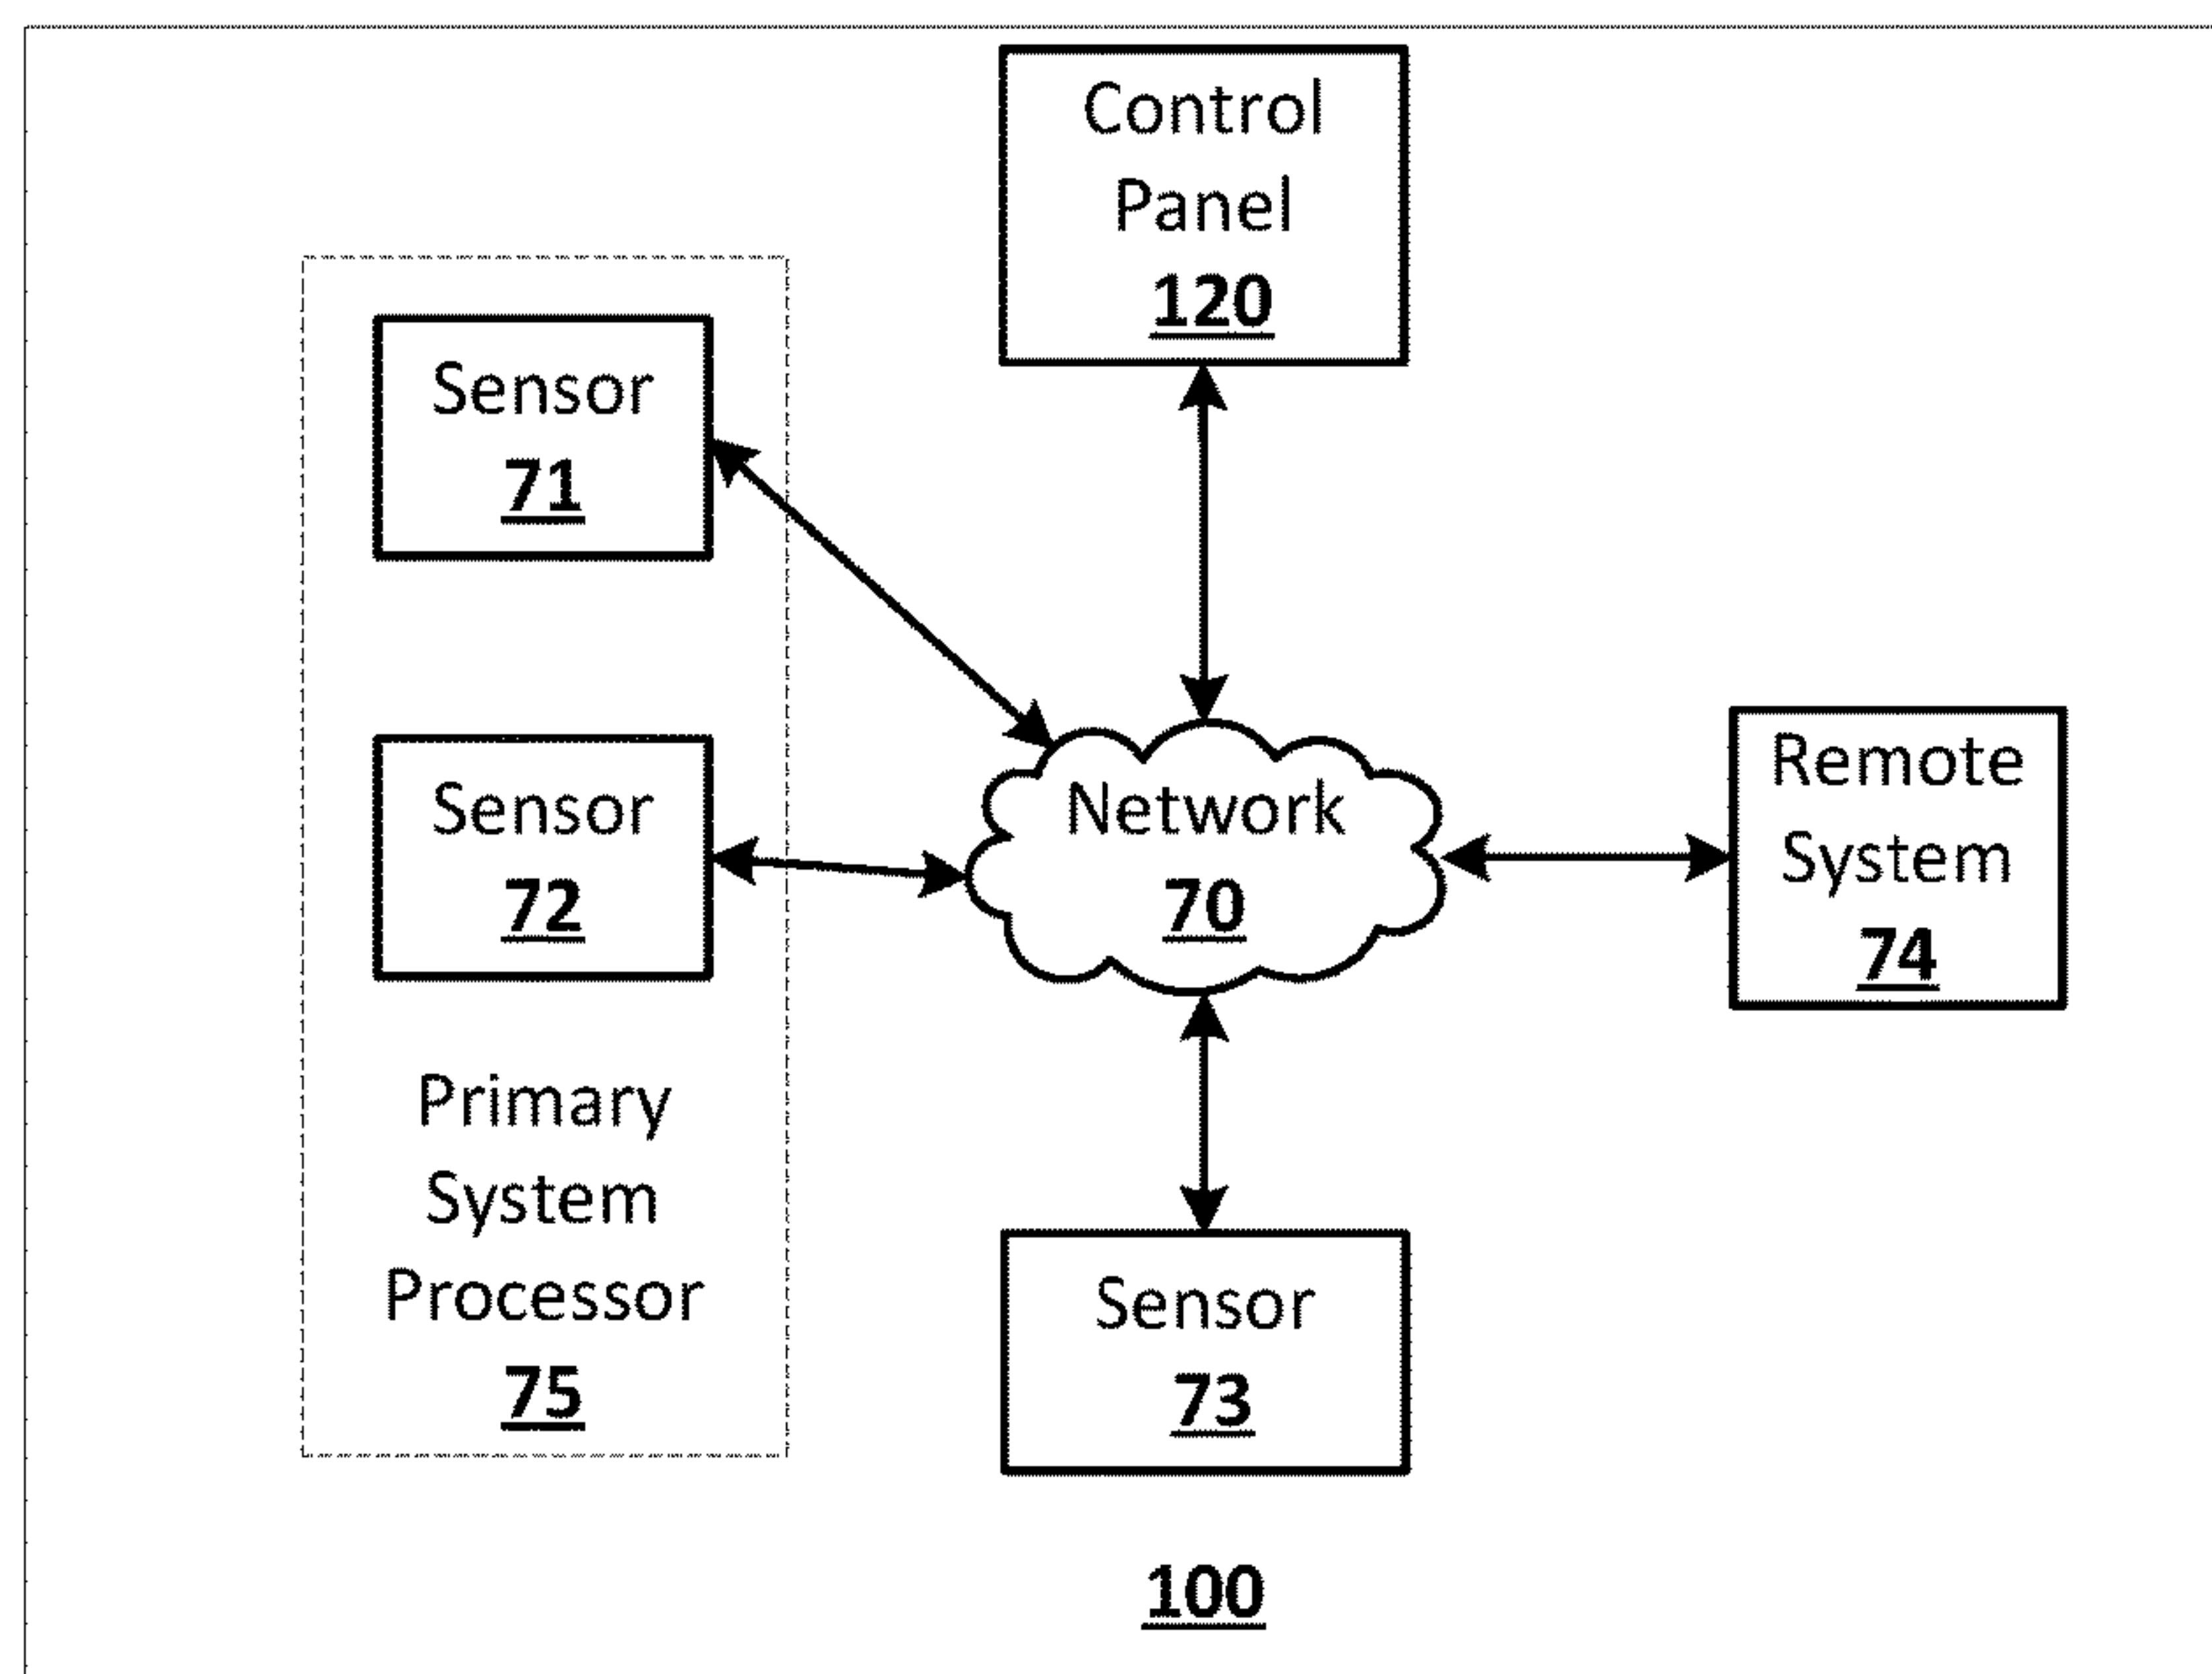 Control
Panel
120
Sensor
71
Sensor
72
Primary
System
Processor
75
Network
70
Remote
System
74
Sensor
73
100